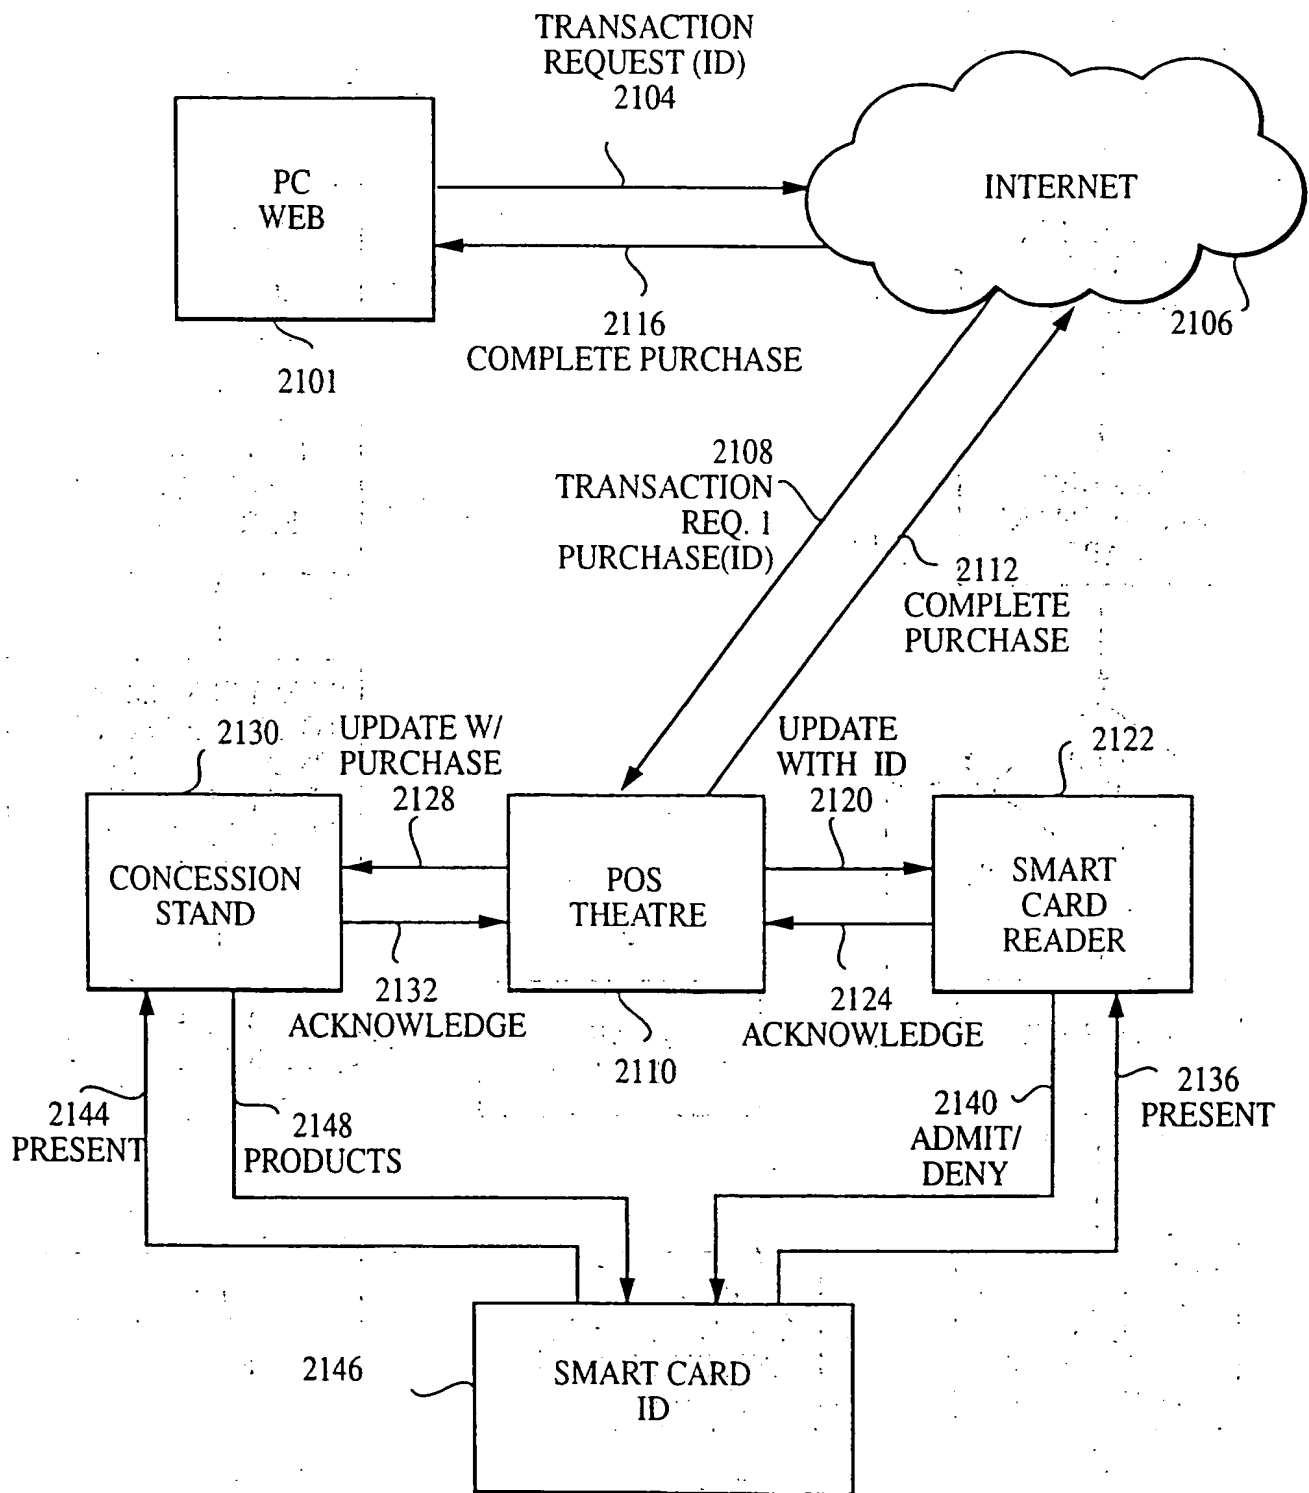 TRANSACTION
REQUEST (ID)
2104
PC
WEB
INTERNET
2116
COMPLETE PURCHASE
2101
2106
2108
TRANSACTION
REQ. 1
PURCHASE(ID)
2112
COMPLETE
PURCHASE
2130
UPDATE W/
PURCHASE
2128
UPDATE
WITH ID
2120
2122
CONCESSION
STAND
POS
THEATRE
SMART
CARD
READER
2132
ACKNOWLEDGE
2124
ACKNOWLEDGE
2110
2144
PRESENT
2148
PRODUCTS
2140
ADMIT/
DENY
2136
PRESENT
2146
SMART CARD
ID